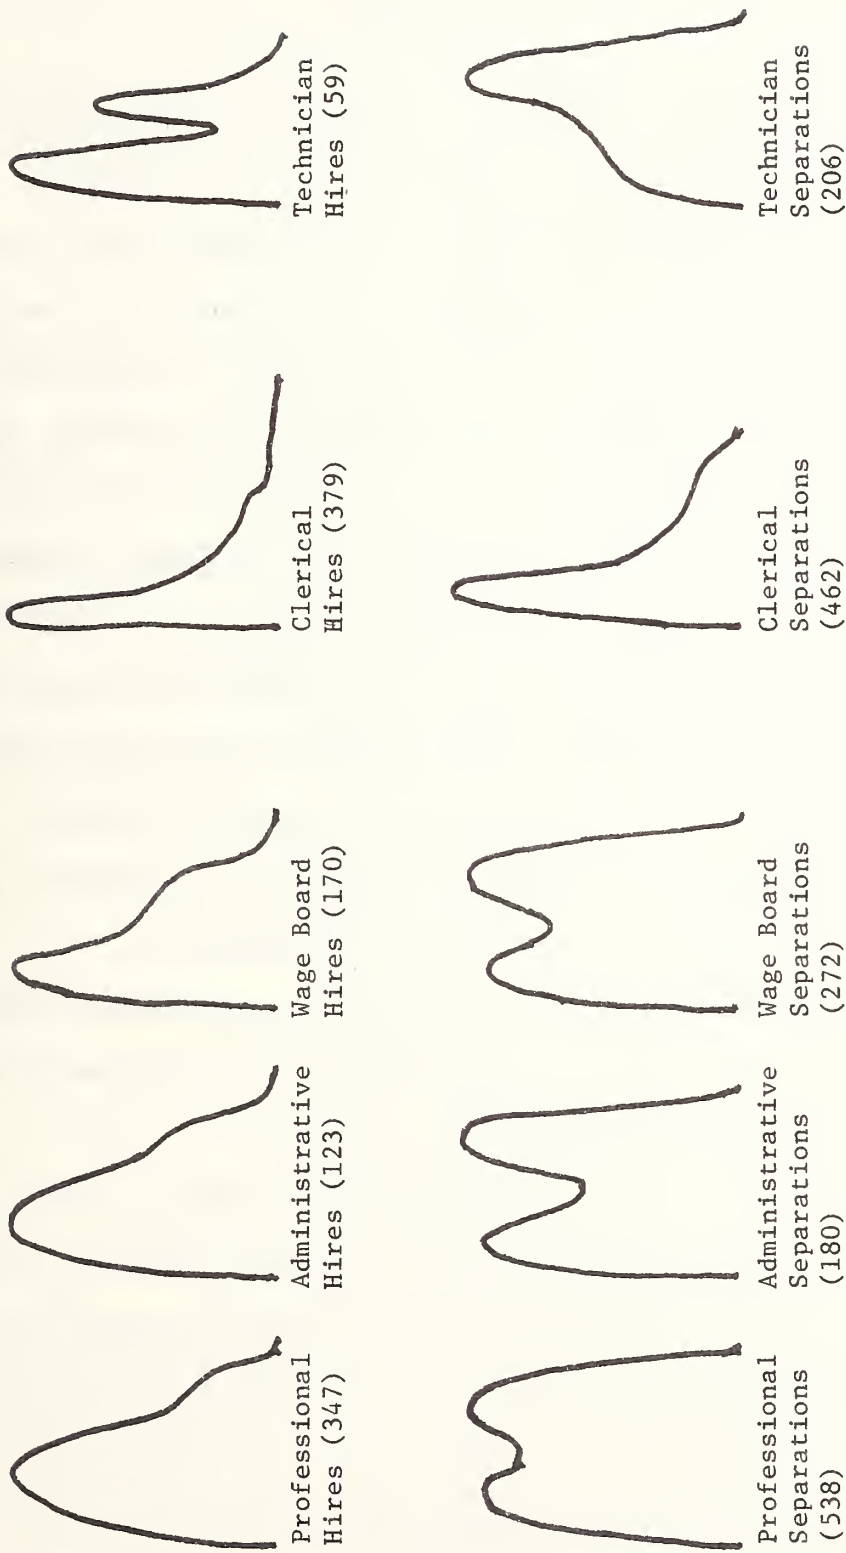 Professional
Hires (347)
Administrative
Hires (123)
Wage Board
Hires (170)
Clerical
Hires (379)
Technician
Hires (59)
Professional
Separations
(538)
Administrative
Separations
(180)
Wage Board
Separations
(272)
Clerical
Separations
(462)
Technician
Separations
(206)